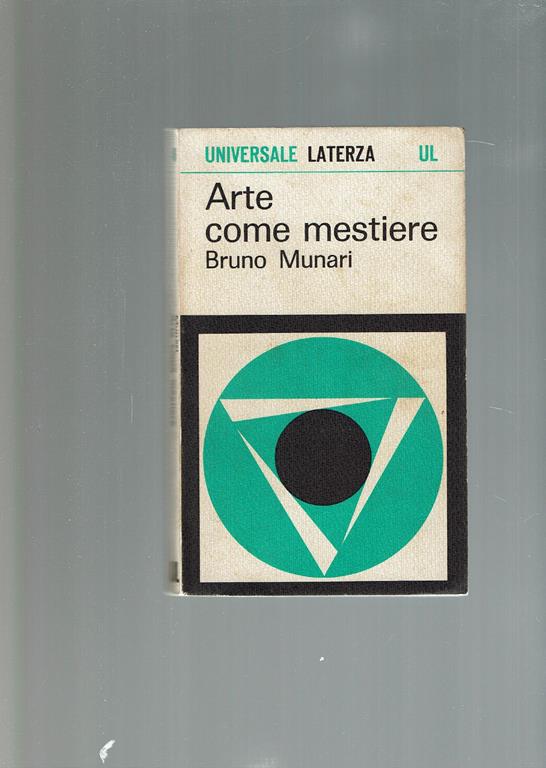 UNIVERSALE LATERZA UL
Arte
come mestiere
Bruno Munari